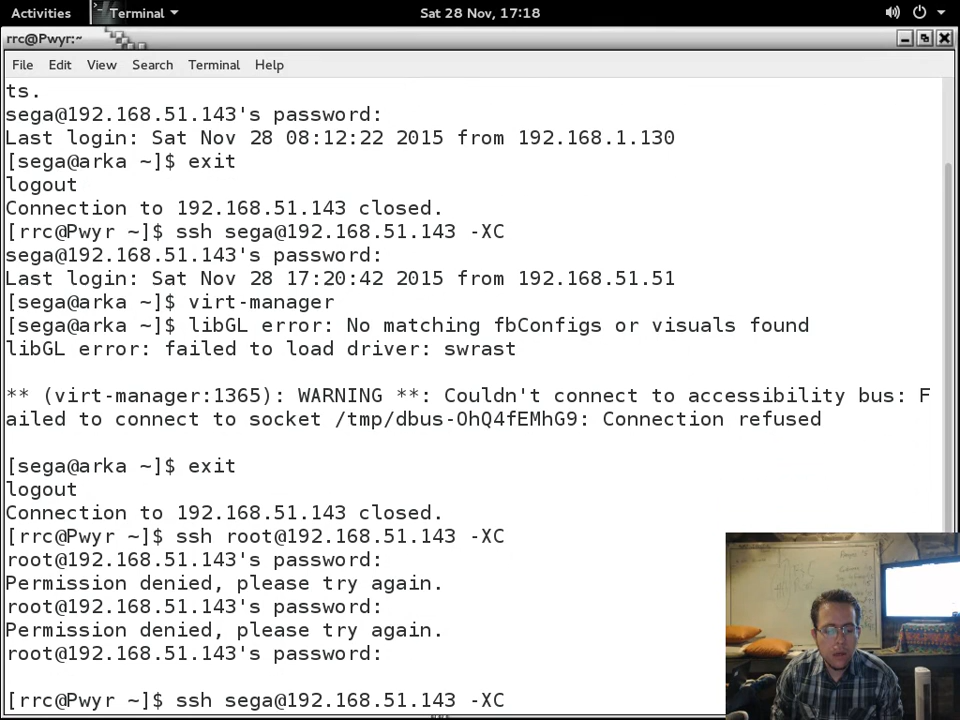 Activities
Terminal
Sat 28 Nov, 17:18
rrc@Pwyr:~
File Edit View Search Terminal Help
ts.
sega@192.168.51.143's password:
Last login: Sat Nov 28 08:12:22 2015 from 192.168.1.130
[sega@arka ~]$ exit
logout
Connection to 192.168.51.143 closed.
[rrc@Pwyr ~]$ ssh sega@192.168.51.143 -XC
sega@192.168.51.143's password:
Last login: Sat Nov 28 17:20:42 2015 from 192.168.51.51
[sega@arka ~]$ virt-manager
[sega@arka ~]$ libGL error: No matching fbConfigs or visuals found
libGL error: failed to load driver: swrast
** (virt-manager:1365): WARNING **: Couldn't connect to accessibility bus: F
ailed to connect to socket /tmp/dbus-OhQ4fEMhG9: Connection refused
[sega@arka ~]$ exit
logout
Connection to 192.168.51.143 closed.
[rrc@Pwyr ~]$ ssh root@192.168.51.143 -XC
root@192.168.51.143's password:
Permission denied, please try again.
root@192.168.51.143's password:
Permission denied, please try again.
root@192.168.51.143's password:
[rrc@Pwyr ~]$ ssh sega@192.168.51.143 -XC